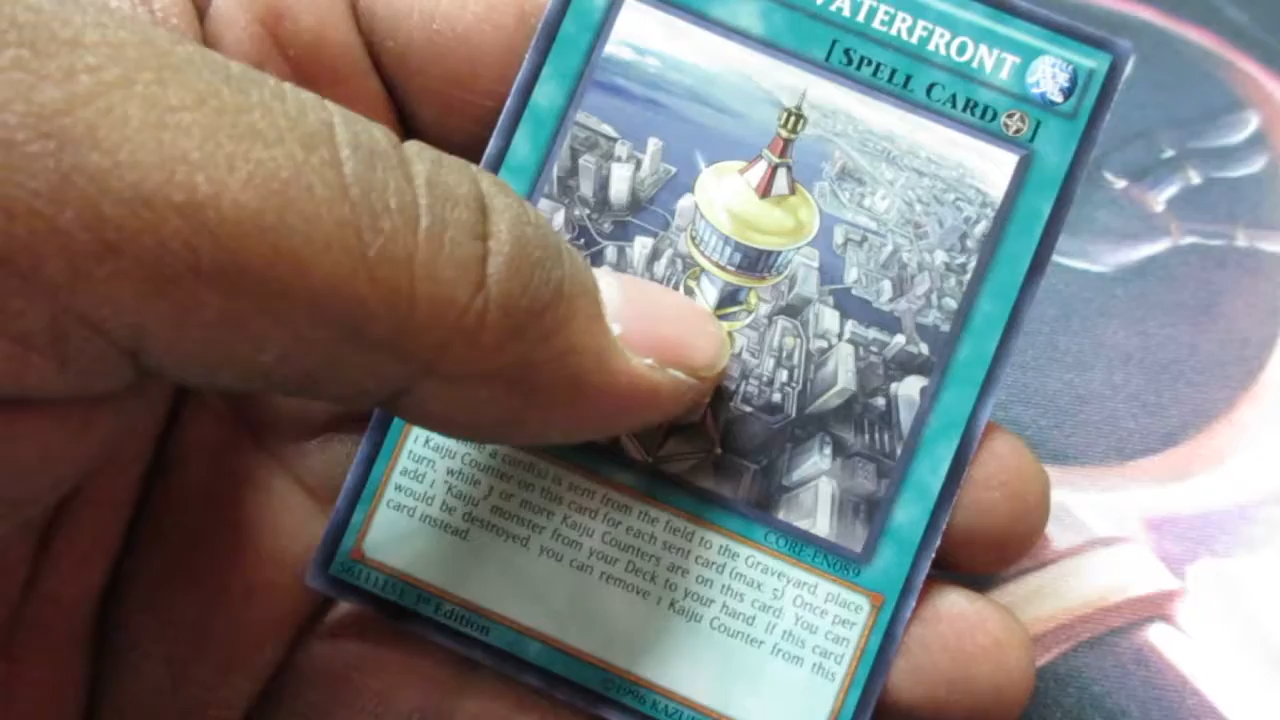 WATERFRONT
[SPELL CARD]
CORE-EN089
time a card(s) is sent from the field to the Graveyard, place
1 Kaiju Counter on this card for each sent card (max. 5). Once per
turn, while 3 or more Kaiju Counters are on this card: You can
add 1 "Kaiju" monster from your Deck to your hand. If this card
would be destroyed, you can remove 1 Kaiju Counter from this
card instead.
56111151 1st Edition
©1996 KAZU